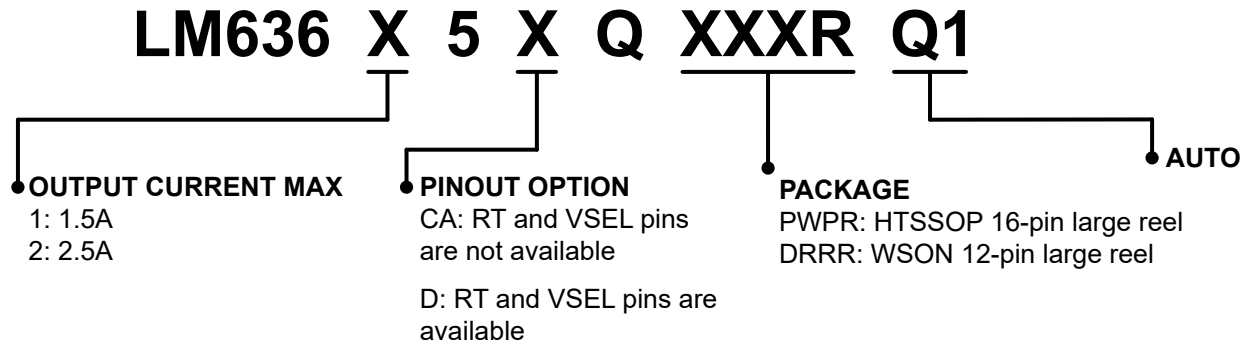 LM636 X 5 X Q XXXR Q1
OUTPUT CURRENT MAX
1: 1.5A
2: 2.5A
PINOUT OPTION
CA: RT and VSEL pins
are not available
D: RT and VSEL pins are
available
PACKAGE
PWPR: HTSSOP 16-pin large reel
DRRR: WSON 12-pin large reel
AUTO